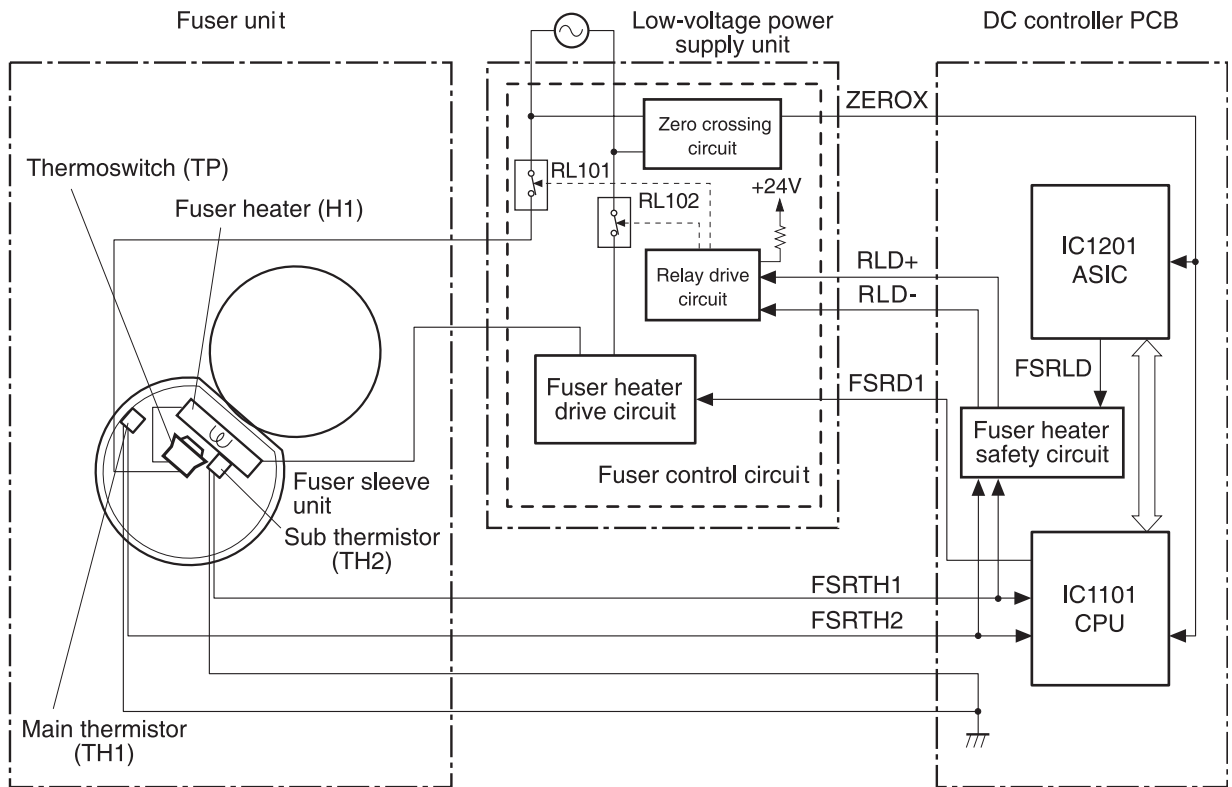 Fuser unit
Low-voltage power
supply unit
DC controller PCB
ZEROX
Zero crossing
circuit
Thermoswitch (TP)
RL101
+24V
Fuser heater (H1)
RL102
IC1201
ASIC
RLD+
Relay drive
circuit
RLD-
FSRLD
Fuser heater
drive circuit
FSRD1
Fuser heater
safety circuit
Fuser control circuit
Fuser sleeve
unit
Sub thermistor
(TH2)
FSRTH1
IC1101
CPU
FSRTH2
Main thermistor
(TH1)